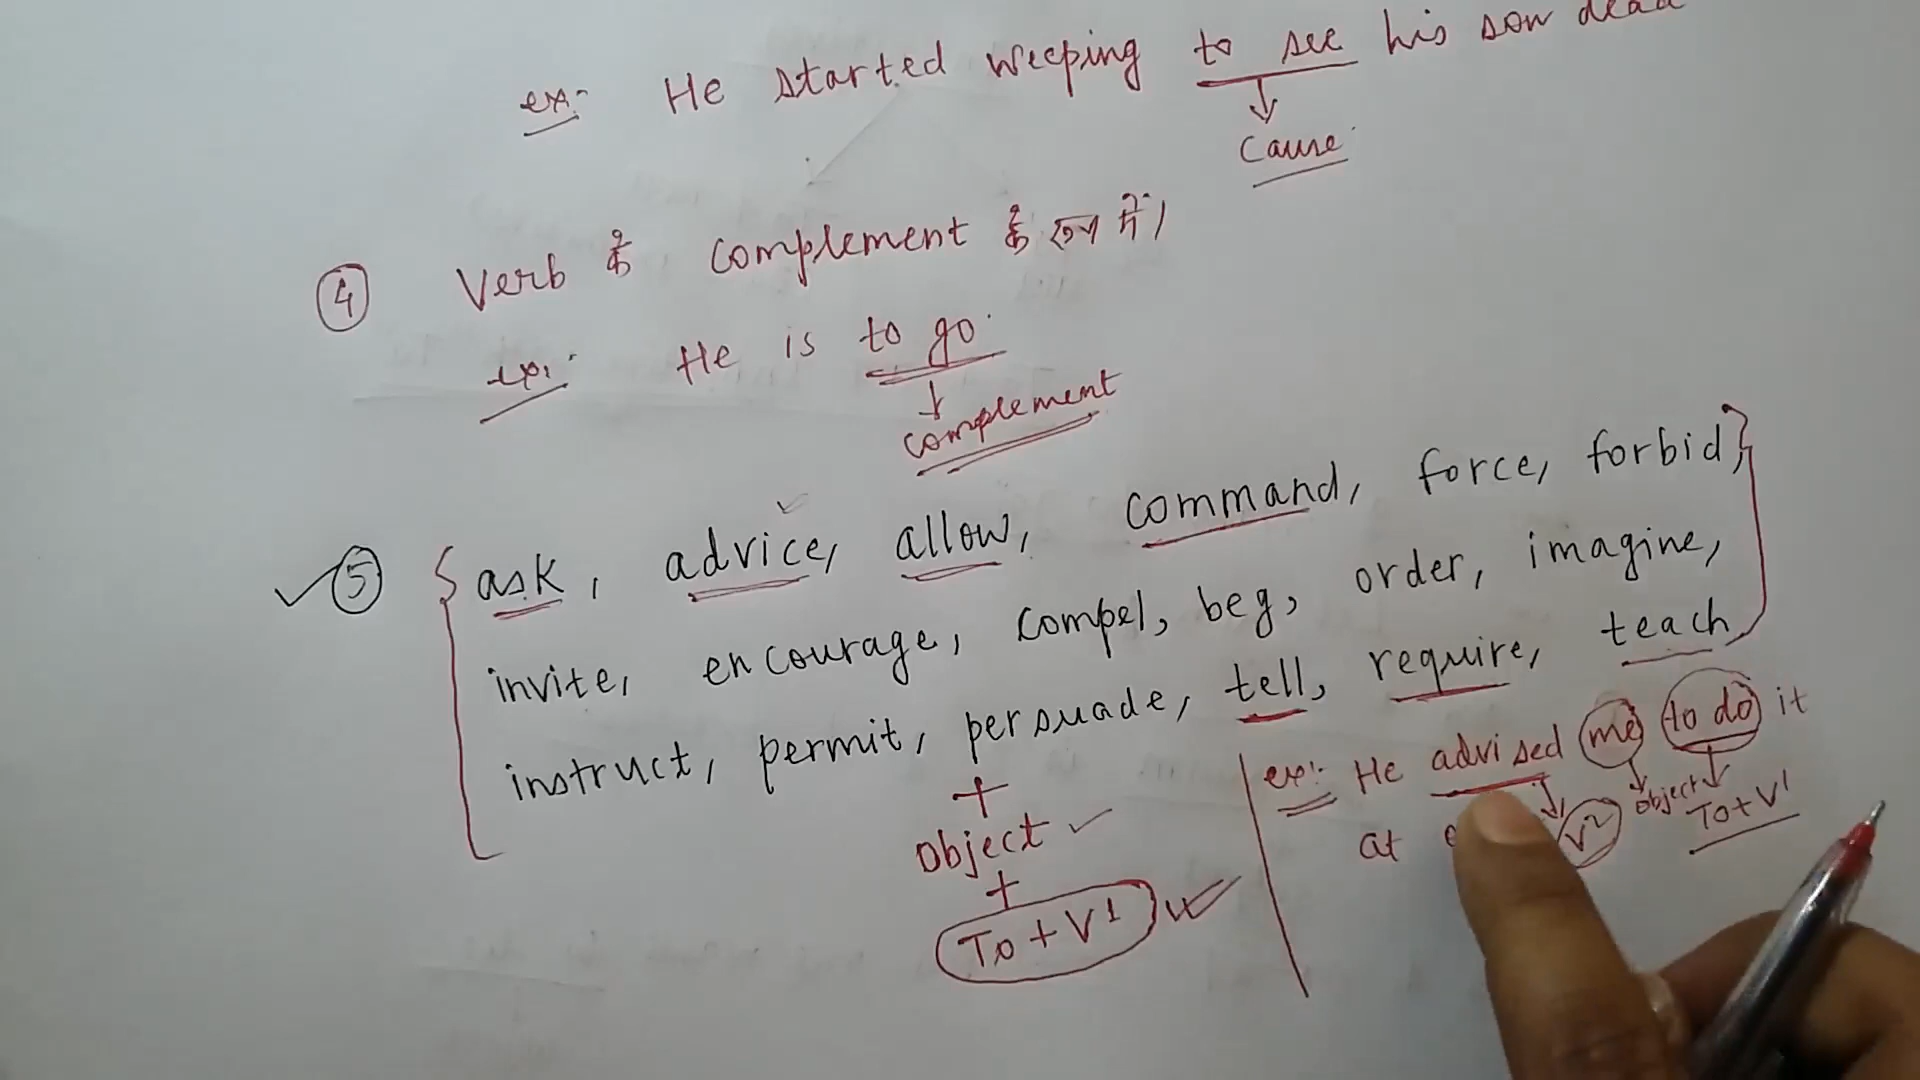 ex:- He started weeping to see his son dead
cause
④ Verb के complement के रूप में।
ex: He is to go.
complement
⑤ { ask, advice, allow, command, force, forbid, }
invite, encourage, compel, beg, order, imagine,
instruct, permit, persuade, tell, require, teach
+
object
+
To + V¹
ex:- He advised me to do it
V² object To + V¹
at